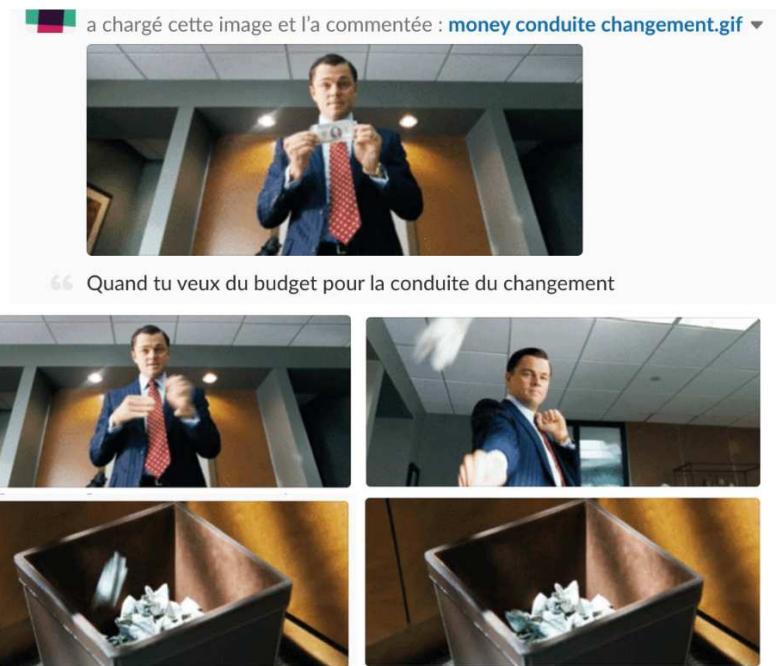 a chargé cette image et l'a commentée : money conduite changement.gif
Quand tu veux du budget pour la conduite du changement